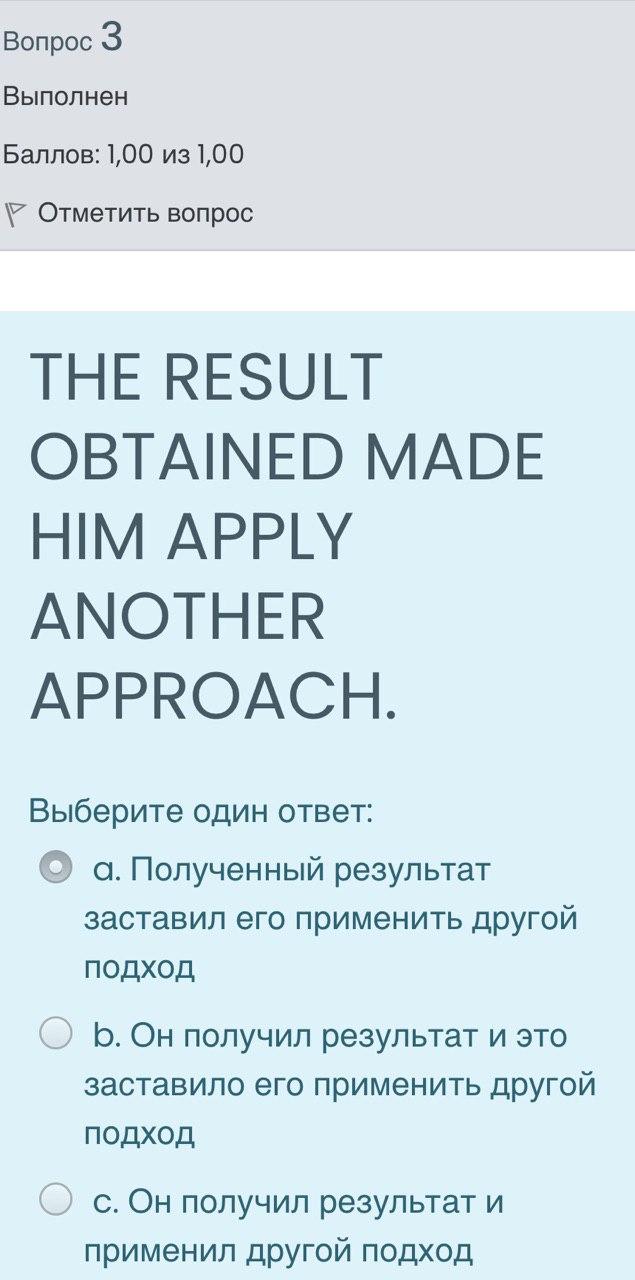 Вопрос 3
Выполнен
Баллов: 1,00 из 1,00
Отметить вопрос
THE RESULT
OBTAINED MADE
HIM APPLY
ANOTHER
APPROACH.
Выберите один ответ:
a. Полученный результат
заставил его применить другой
подход
b. Он получил результат и это
заставило его применить другой
подход
c. Он получил результат и
применил другой подход